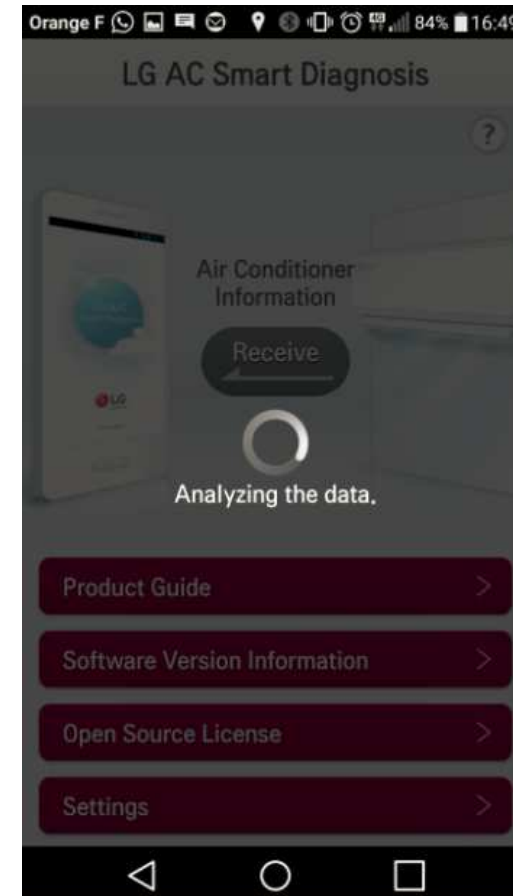 Orange F 4G 84% 16:49
LG AC Smart Diagnosis
?
Air Conditioner
Information
Receive
LG
Analyzing the data.
Product Guide
Software Version Information
Open Source License
Settings